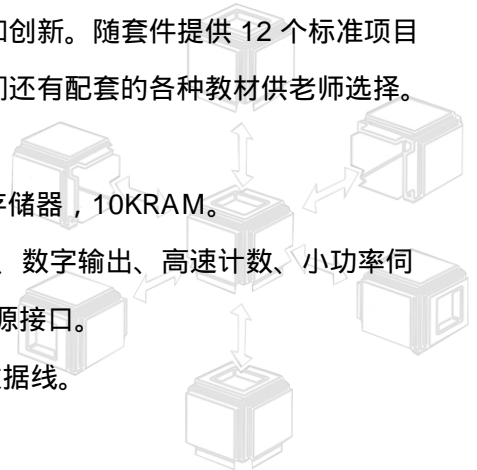 和创新。随套件提供 12 个标准项目
们还有配套的各种教材供老师选择。
存储器，10KRAM。
、数字输出、高速计数、小功率伺
源接口。
数据线。